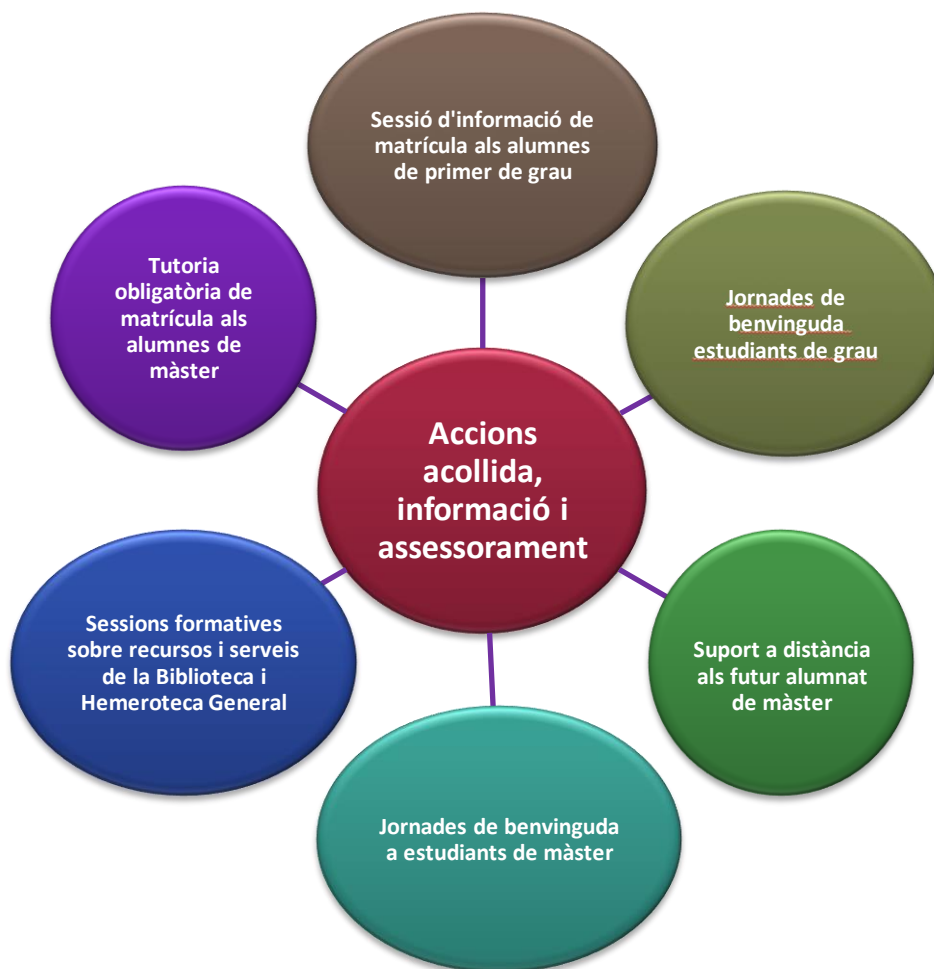 Sessió d'informació de
matrícula als alumnes
de primer de grau
Tutoria
obligatòria de
matrícula als
alumnes de
màster
Jornades de
benvinguda
estudiants de grau
Accions
acollida,
informació i
assessorament
Sessions formatives
sobre recursos i serveis
de la Biblioteca i
Hemeroteca General
Suport a distància
als futur alumnat
de màster
Jornades de benvinguda
a estudiants de màster